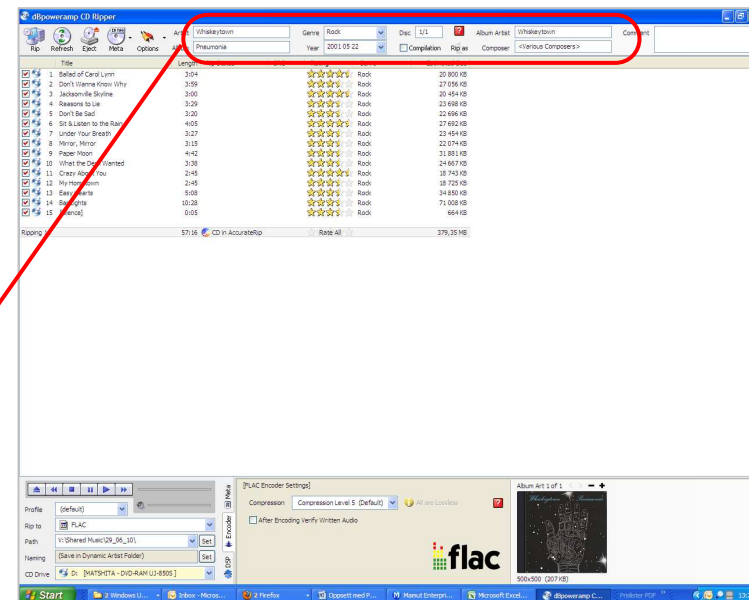 dBpoweramp CD Ripper
Artist Whiskeytown Genre Rock Disc 1/1 Album Artist Whiskeytown
Rip Refresh Eject Meta Options Pneumonia Year 2001 05 22 Compilation Rip as Composer <Various Composers>
Title Length
1 Ballad of Carol Lynn 3:04 Rock 20 800 KB
2 Don't Wanna Know Why 3:59 Rock 27 056 KB
3 Jacksonville Skyline 3:00 Rock 20 454 KB
4 Reasons to Lie 3:29 Rock 23 698 KB
5 Don't Be Sad 3:20 Rock 22 696 KB
6 Sit & Listen to the Rain 4:05 Rock 27 692 KB
7 Under Your Breath 3:27 Rock 23 454 KB
8 Mirror, Mirror 3:15 Rock 22 074 KB
9 Paper Moon 4:42 Rock 31 881 KB
10 What the Devil Wanted 3:38 Rock 24 667 KB
11 Crazy About You 2:45 Rock 18 743 KB
12 My Hometown 2:45 Rock 18 725 KB
13 Easy Hearts 5:08 Rock 34 850 KB
14 Bar Lights 10:28 Rock 71 008 KB
15 [silence] 0:05 Rock 664 KB
Ripping 57:16 CD in AccurateRip Rate All 379,35 MB
Meta
Encoder
DSP
[FLAC Encoder Settings]
Compression Compression Level 5 (Default) All are Lossless
After Encoding Verify Written Audio
flac
Album Art 1 of 1
Whiskeytown Pneumonia
500x500 (207 KB)
Profile (default)
Rip to FLAC
Path V:\Shared Music\29_06_10\ Set
Naming (Save in Dynamic Artist Folder) Set
CD Drive D: [MATSHITA - DVD-RAM UJ-850S ]
Start 2 Windows U... Inbox - Micros... 2 Firefox Oppsett med P... Mamut Enterpri... Microsoft Excel... dBpoweramp C... Prislister PDF